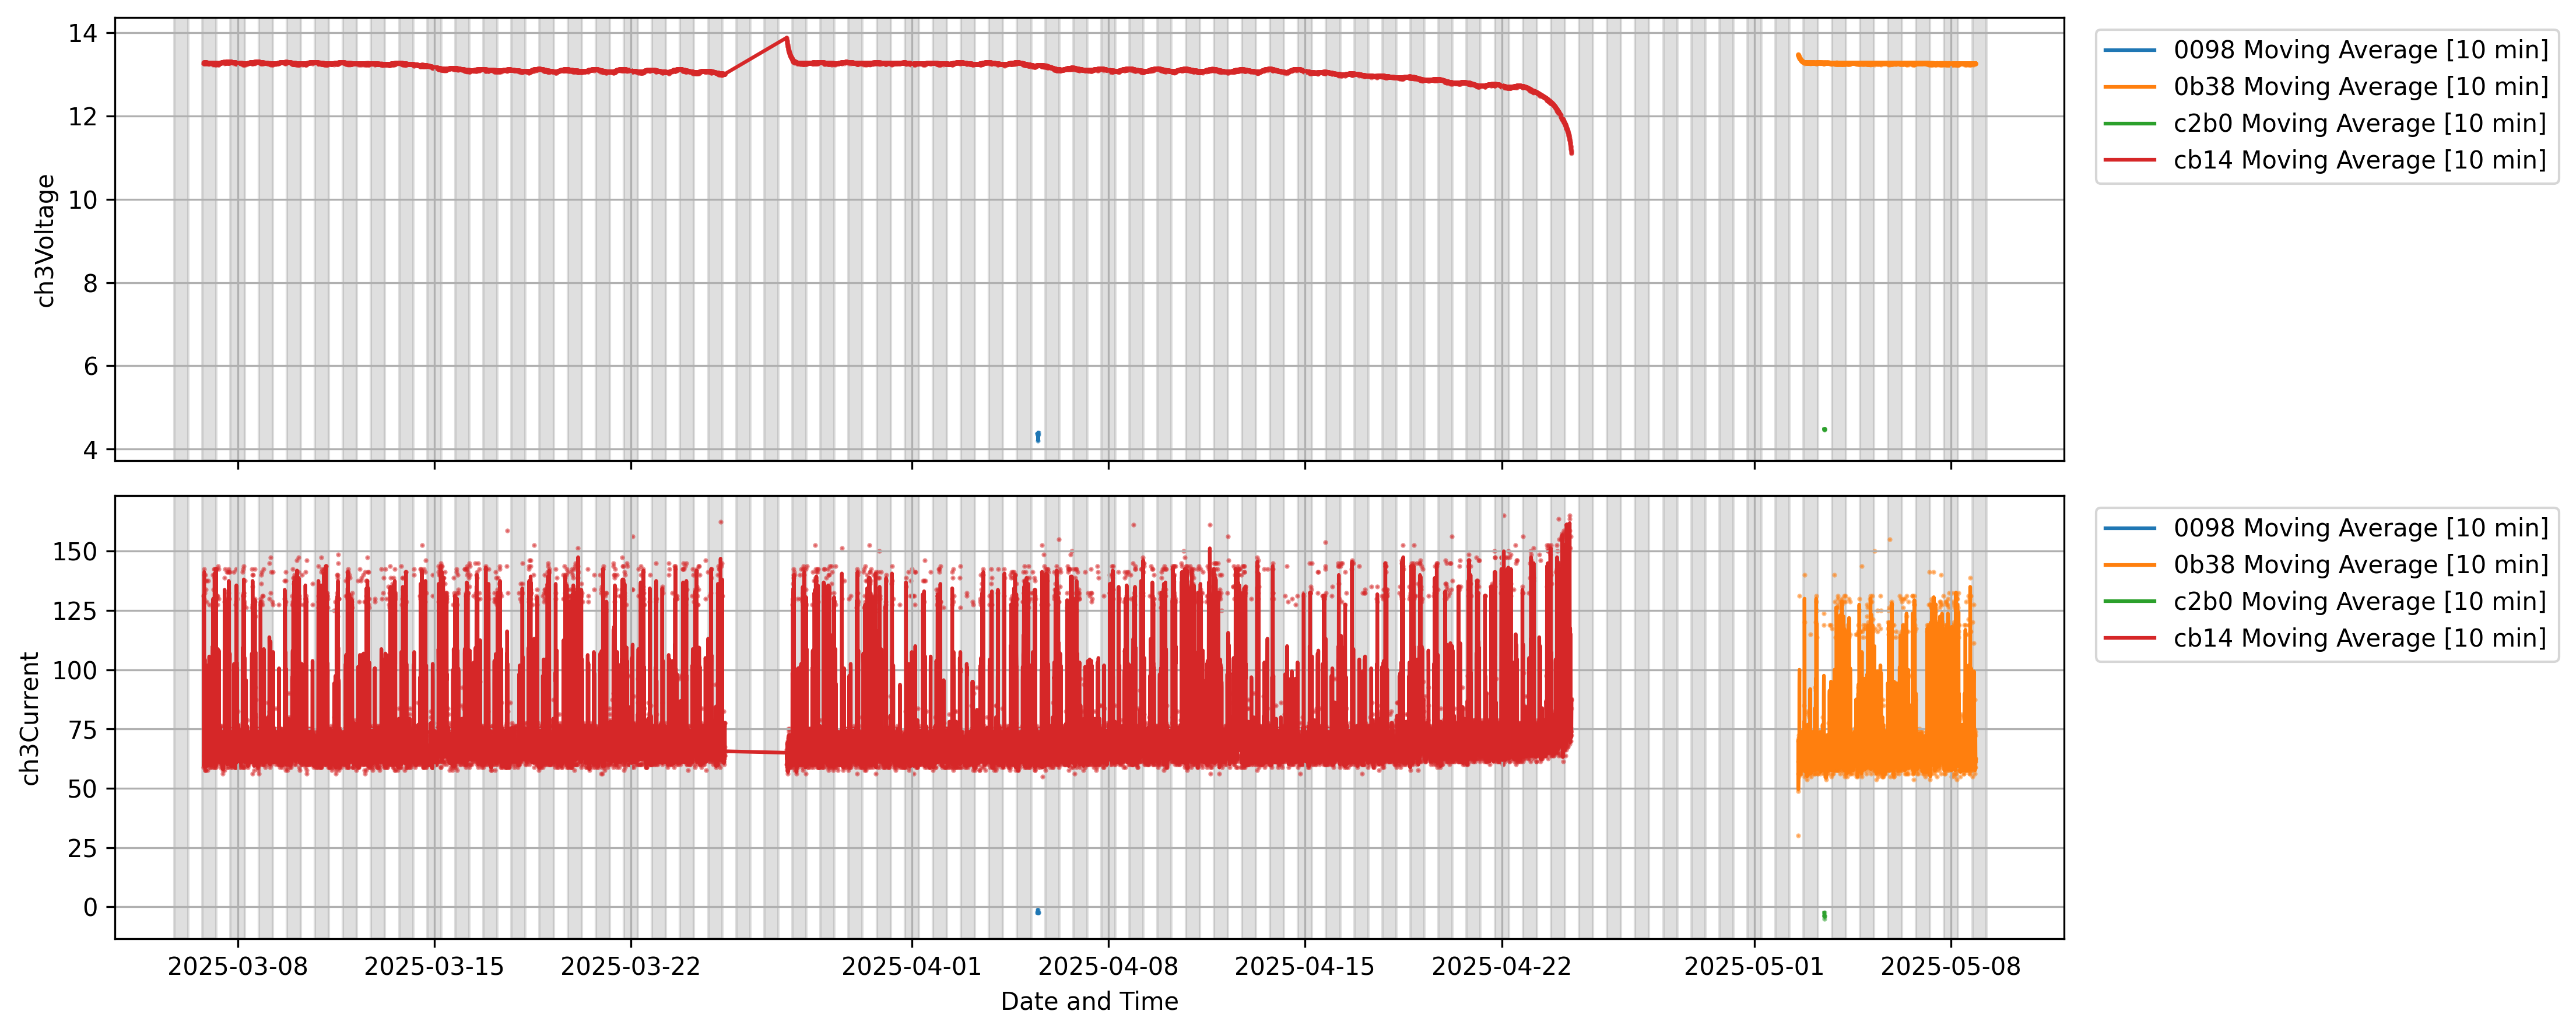 14
12
10
8
6
4
ch3Voltage
0098 Moving Average [10 min]
0b38 Moving Average [10 min]
c2b0 Moving Average [10 min]
cb14 Moving Average [10 min]
150
125
100
75
50
25
0
ch3Current
0098 Moving Average [10 min]
0b38 Moving Average [10 min]
c2b0 Moving Average [10 min]
cb14 Moving Average [10 min]
2025-03-08 2025-03-15 2025-03-22 2025-04-01 2025-04-08 2025-04-15 2025-04-22 2025-05-01 2025-05-08
Date and Time